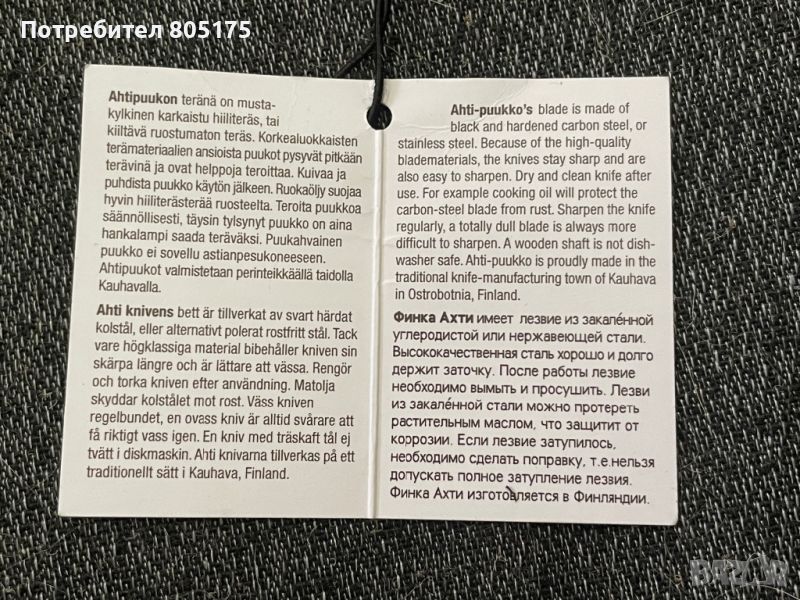 Потребител 805175
Ahtipuukon teränä on musta-
kylkinen karkaistu hiiliteräs, tai
kiiltävä ruostumaton teräs. Korkealuokkaisten
terämateriaalien ansioista puukot pysyvät pitkään
terävinä ja ovat helppoja teroittaa. Kuivaa ja
puhdista puukko käytön jälkeen. Ruokaöljy suojaa
hyvin hiiliterästerää ruosteelta. Teroita puukkoa
säännöllisesti, täysin tylsynyt puukko on aina
hankalampi saada teräväksi. Puukahvainen
puukko ei sovellu astianpesukoneeseen.
Ahtipuukot valmistetaan perinteikkäällä taidolla
Kauhavalla.
Ahti knivens bett är tillverkat av svart härdat
kolstål, eller alternativt polerat rostfritt stål. Tack
vare högklassiga material bibehåller kniven sin
skärpa längre och är lättare att vässa. Rengör
och torka kniven efter användning. Matolja
skyddar kolstålet mot rost. Väss kniven
regelbundet, en ovass kniv är alltid svårare att
få riktigt vass igen. En kniv med träskaft tål ej
tvätt i diskmaskin. Ahti knivarna tillverkas på ett
traditionellt sätt i Kauhava, Finland.
Ahti-puukko's blade is made of
black and hardened carbon steel, or
stainless steel. Because of the high-quality
bladematerials, the knives stay sharp and are
also easy to sharpen. Dry and clean knife after
use. For example cooking oil will protect the
carbon-steel blade from rust. Sharpen the knife
regularly, a totally dull blade is always more
difficult to sharpen. A wooden shaft is not dish-
washer safe. Ahti-puukko is proudly made in the
traditional knife-manufacturing town of Kauhava
in Ostrobotnia, Finland.
Финка Ахти имеет лезвие из закалённой
углеродистой или нержавеющей стали.
Высококачественная сталь хорошо и долго
держит заточку. После работы лезвие
необходимо вымыть и просушить. Лезви
из закалённой стали можно протереть
растительным маслом, что защитит от
коррозии. Если лезвие затупилось,
необходимо сделать поправку, т.е.нельзя
допускать полное затупление лезвия.
Финка Ахти изготовляется в Финляндии.
BAZAR